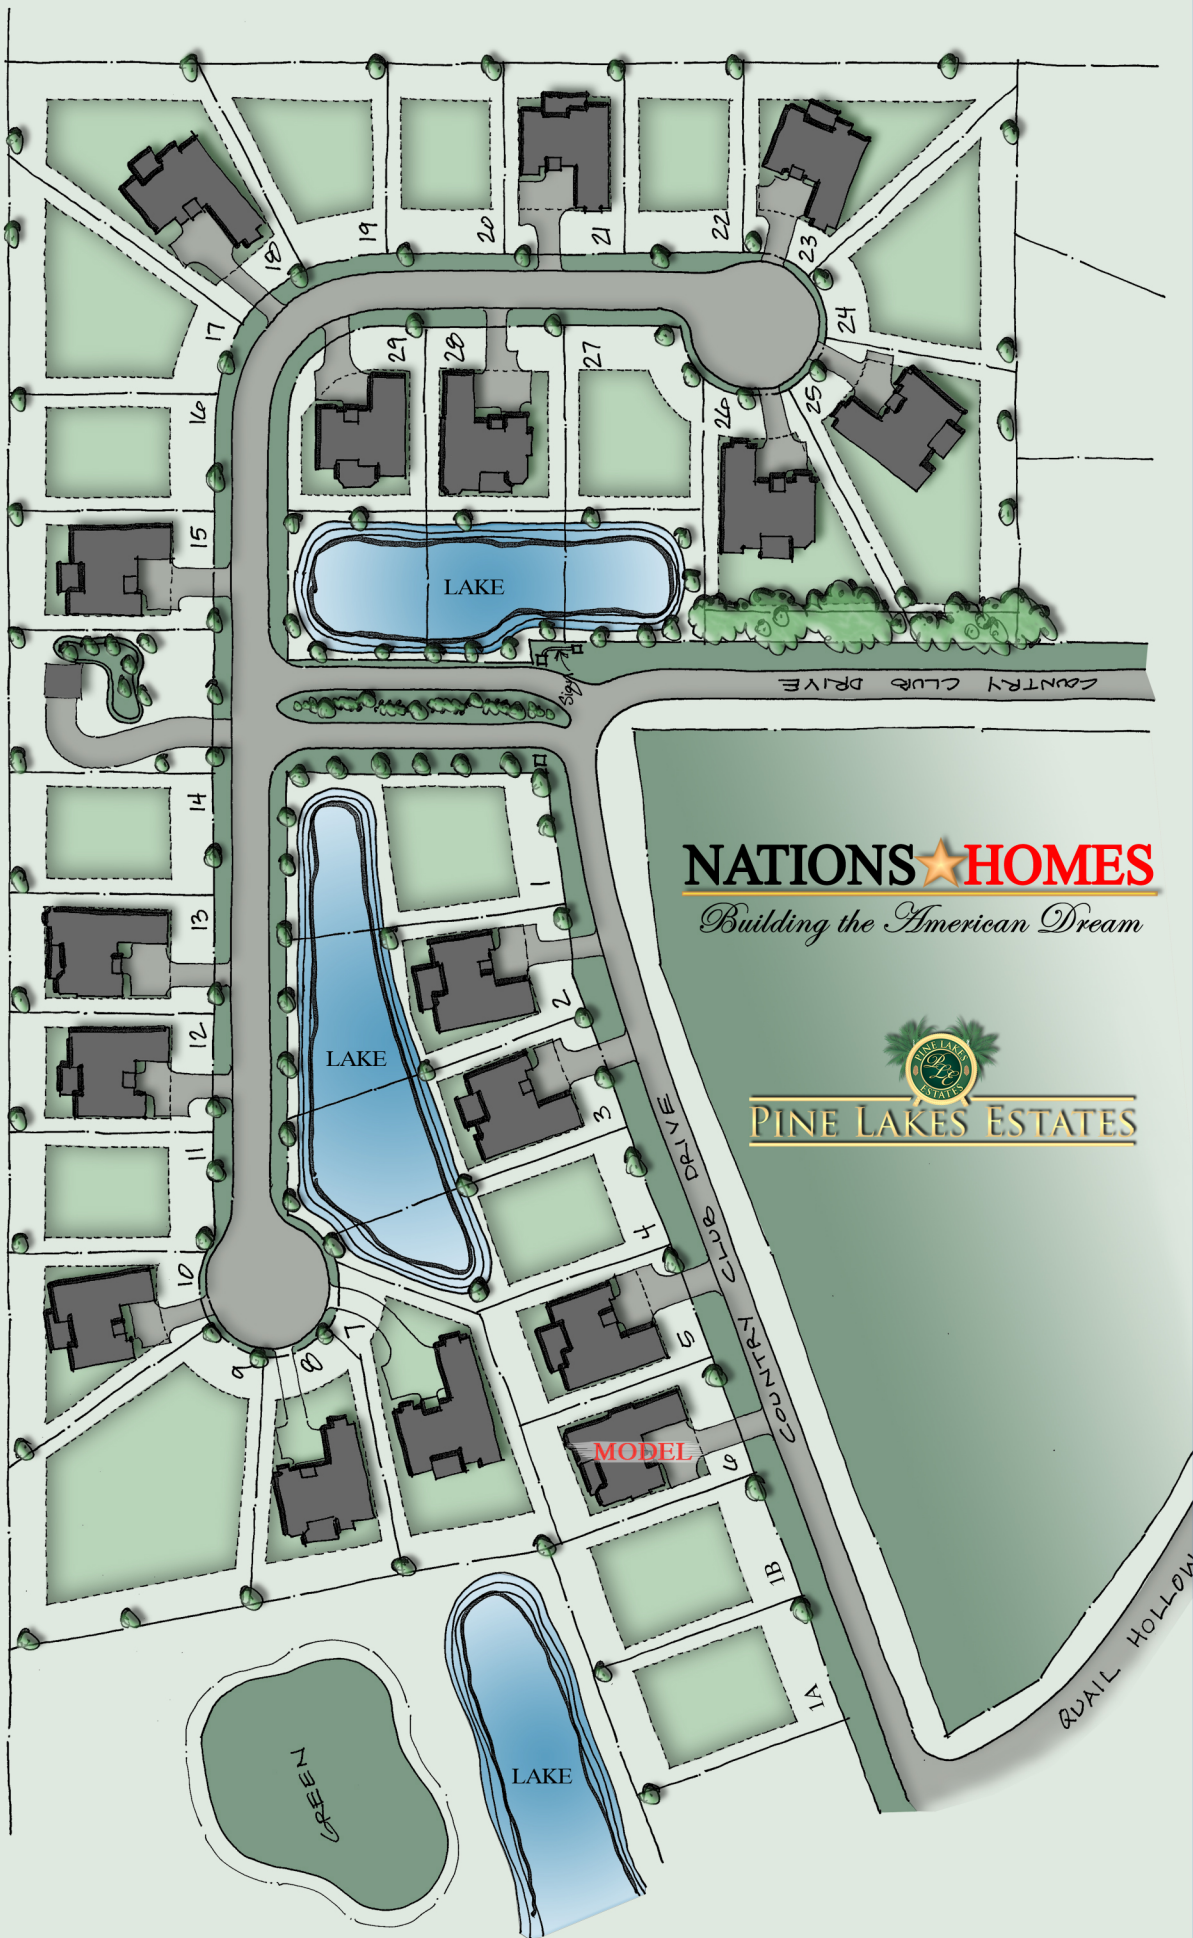 19
20
21
22
23
18
17
29
28
27
24
16
26
25
15
LAKE
Sign
COUNTRY CLUB DRIVE
14
1
NATIONS HOMES
Building the American Dream
13
2
12
LAKE
3
PINE LAKES
PLE
ESTATES
PINE LAKES ESTATES
11
4
COUNTRY CLUB DRIVE
10
7
5
9
8
MODEL
6
1B
QUAIL HOLLOW
1A
GREEN
LAKE